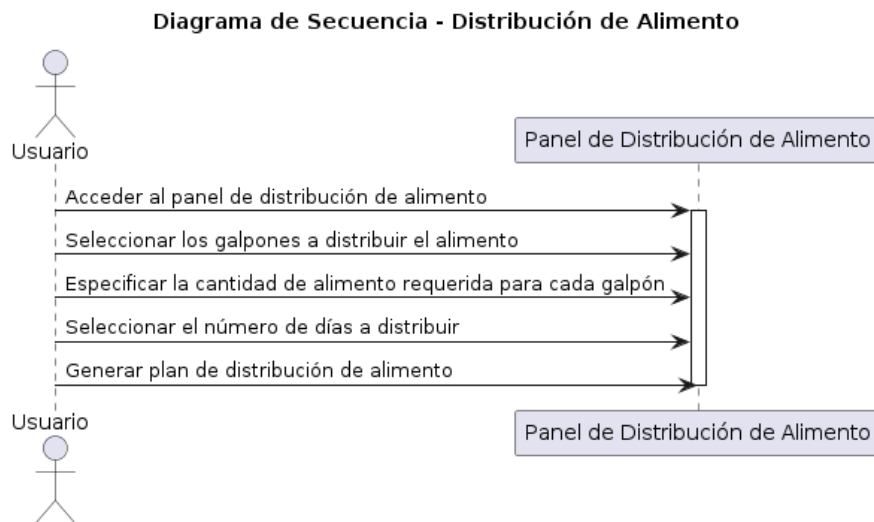 Diagrama de Secuencia - Distribución de Alimento
Usuario
Panel de Distribución de Alimento
Acceder al panel de distribución de alimento
Seleccionar los galpones a distribuir el alimento
Especificar la cantidad de alimento requerida para cada galpón
Seleccionar el número de días a distribuir
Generar plan de distribución de alimento
Usuario
Panel de Distribución de Alimento